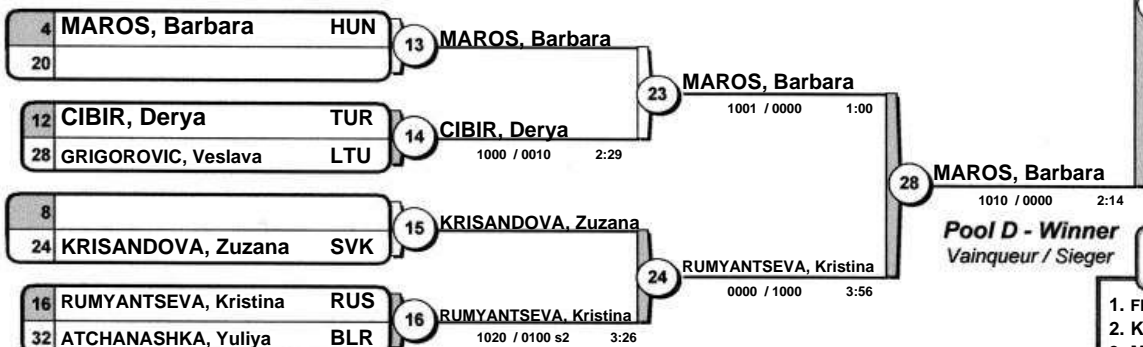 4 MAROS, Barbara HUN
20
13 MAROS, Barbara
12 CIBIR, Derya TUR
28 GRIGOROVIC, Veslava LTU
14 CIBIR, Derya
1000 / 0010 2:29
23 MAROS, Barbara
1001 / 0000 1:00
8
24 KRISANDOVA, Zuzana SVK
15 KRISANDOVA, Zuzana
16 RUMYANTSEVA, Kristina RUS
32 ATCHANASHKA, Yuliya BLR
16 RUMYANTSEVA, Kristina
1020 / 0100 s2 3:26
24 RUMYANTSEVA, Kristina
0000 / 1000 3:56
28 MAROS, Barbara
1010 / 0000 2:14
Pool D - Winner
Vainqueur / Sieger
1.
2. K